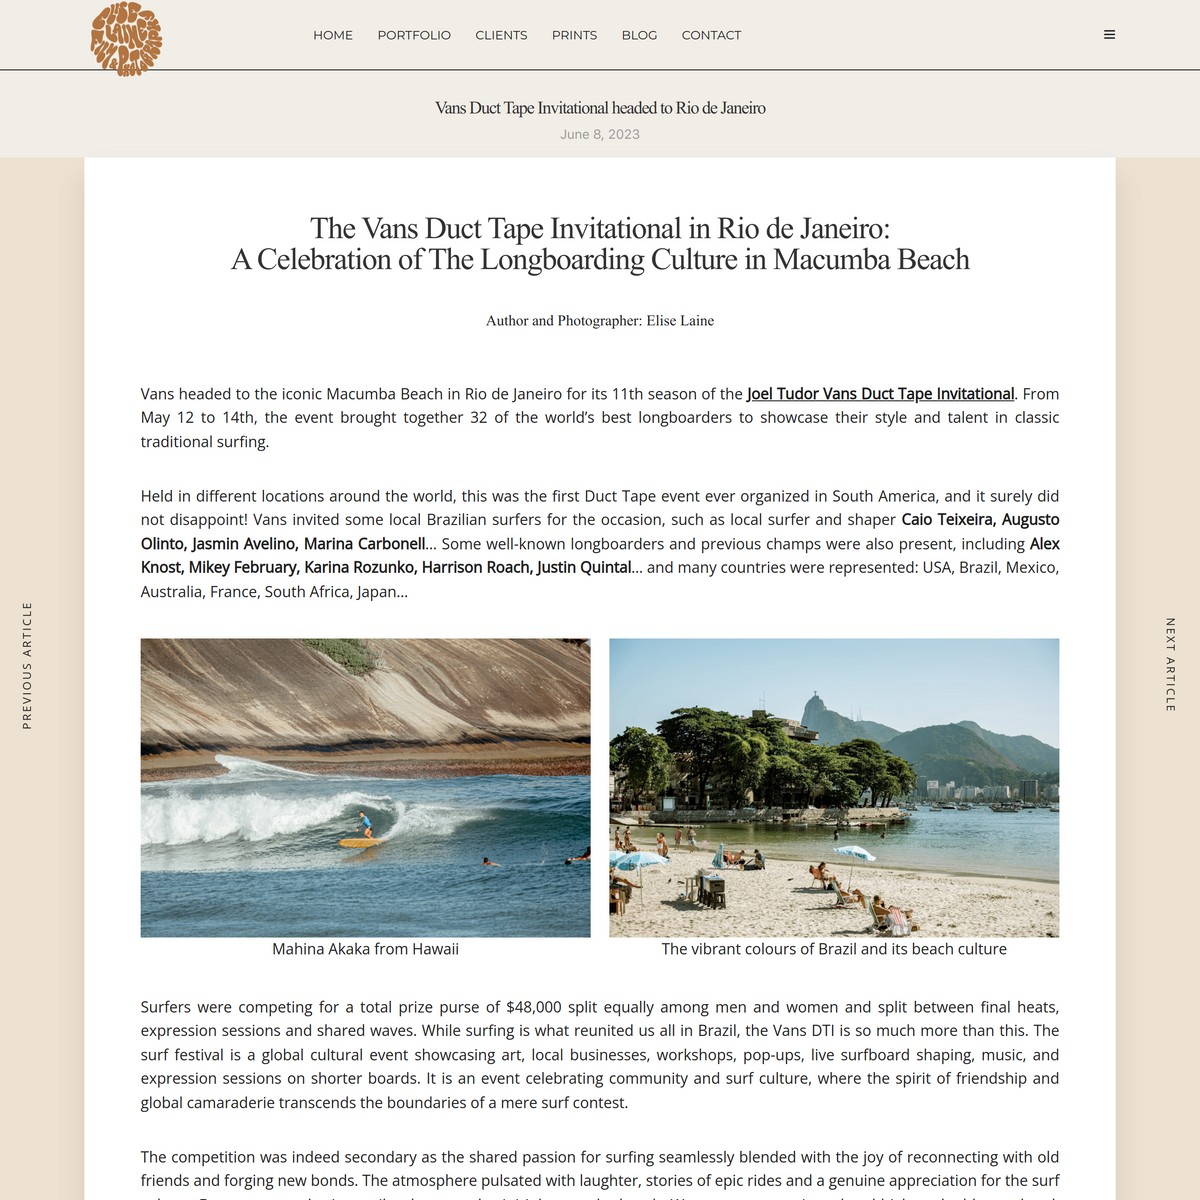 HOME PORTFOLIO CLIENTS PRINTS BLOG CONTACT
Vans Duct Tape Invitational headed to Rio de Janeiro
June 8, 2023
The Vans Duct Tape Invitational in Rio de Janeiro:
A Celebration of The Longboarding Culture in Macumba Beach
Author and Photographer: Elise Laine
Vans headed to the iconic Macumba Beach in Rio de Janeiro for its 11th season of the Joel Tudor Vans Duct Tape Invitational. From
May 12 to 14th, the event brought together 32 of the world’s best longboarders to showcase their style and talent in classic
traditional surfing.
Held in different locations around the world, this was the first Duct Tape event ever organized in South America, and it surely did
not disappoint! Vans invited some local Brazilian surfers for the occasion, such as local surfer and shaper Caio Teixeira, Augusto
Olinto, Jasmin Avelino, Marina Carbonell... Some well-known longboarders and previous champs were also present, including Alex
Knost, Mikey February, Karina Rozunko, Harrison Roach, Justin Quintal... and many countries were represented: USA, Brazil, Mexico,
Australia, France, South Africa, Japan...
PREVIOUS ARTICLE
NEXT ARTICLE
Mahina Akaka from Hawaii
The vibrant colours of Brazil and its beach culture
Surfers were competing for a total prize purse of $48,000 split equally among men and women and split between final heats,
expression sessions and shared waves. While surfing is what reunited us all in Brazil, the Vans DTI is so much more than this. The
surf festival is a global cultural event showcasing art, local businesses, workshops, pop-ups, live surfboard shaping, music, and
expression sessions on shorter boards. It is an event celebrating community and surf culture, where the spirit of friendship and
global camaraderie transcends the boundaries of a mere surf contest.
The competition was indeed secondary as the shared passion for surfing seamlessly blended with the joy of reconnecting with old
friends and forging new bonds. The atmosphere pulsated with laughter, stories of epic rides and a genuine appreciation for the surf